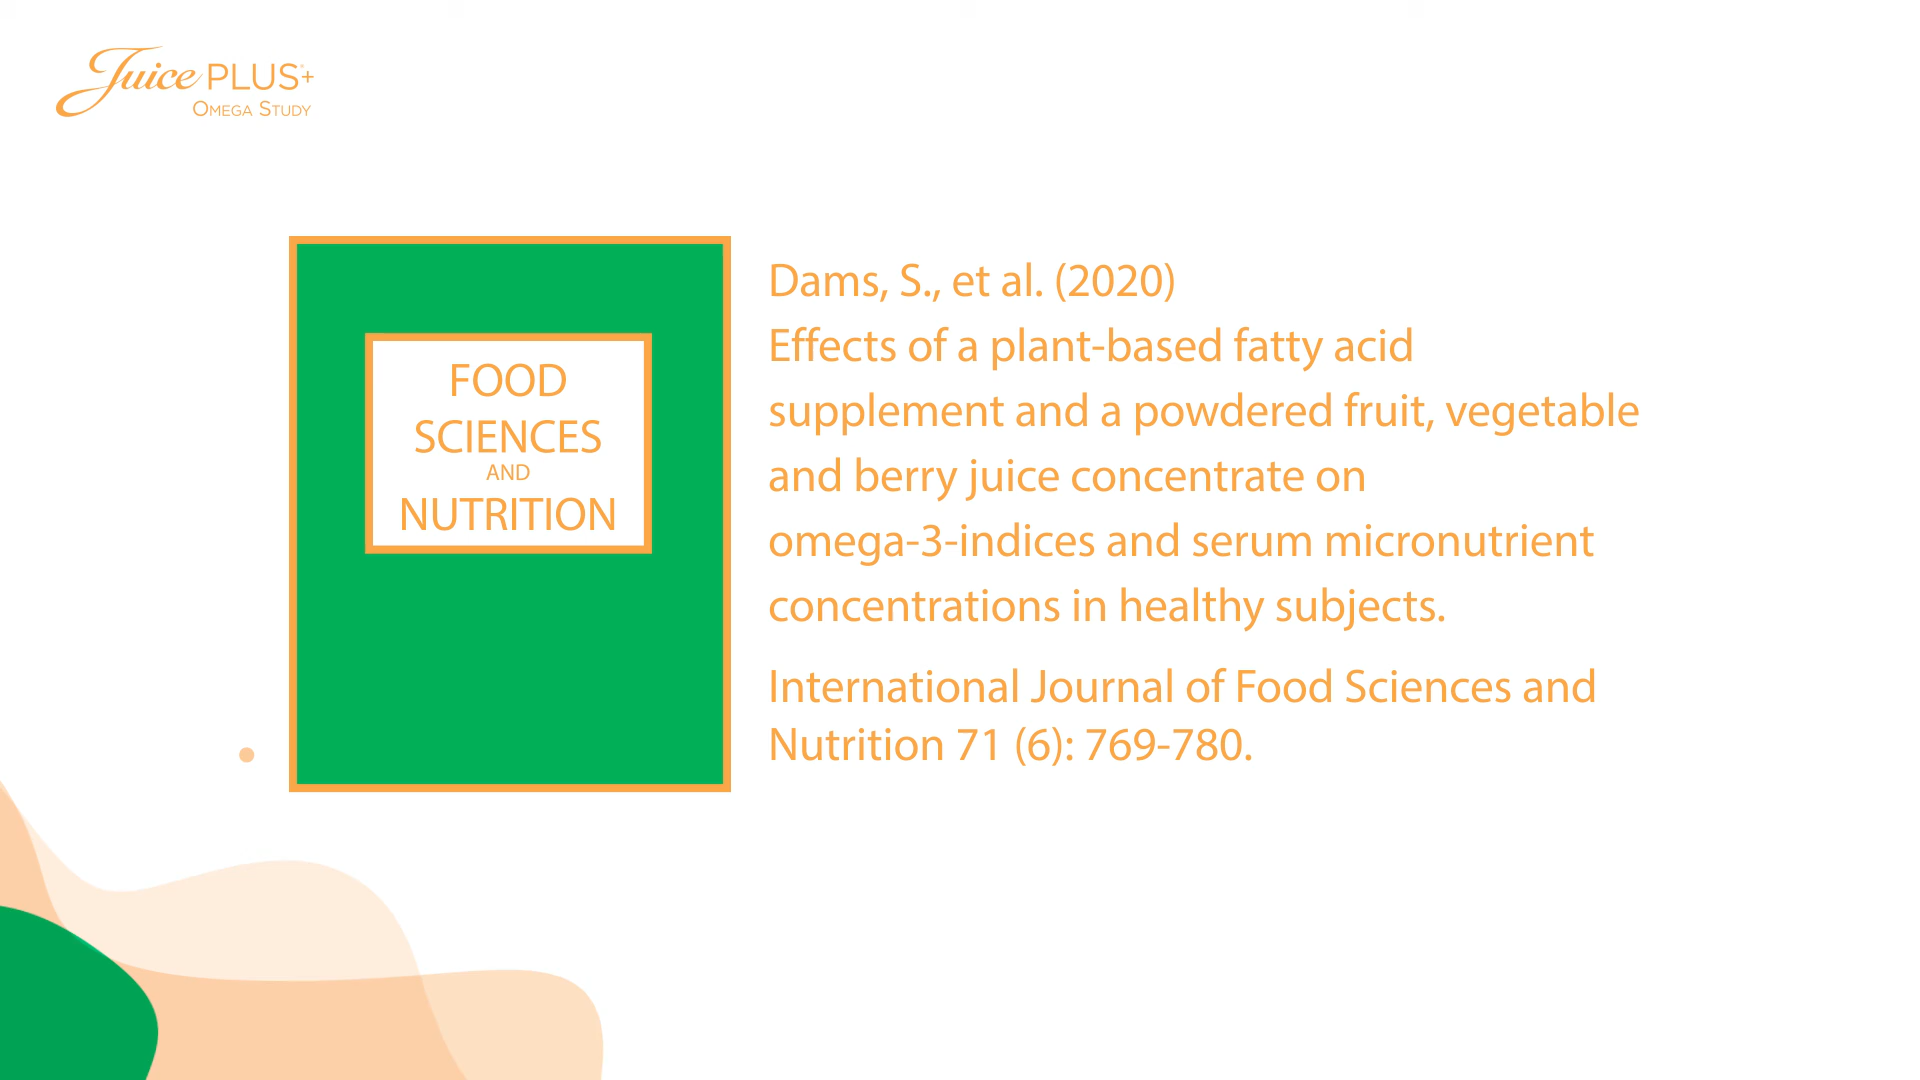 Juice PLUS+
OMEGA STUDY
FOOD
SCIENCES
AND
NUTRITION
Dams, S., et al. (2020)
Effects of a plant-based fatty acid
supplement and a powdered fruit, vegetable
and berry juice concentrate on
omega-3-indices and serum micronutrient
concentrations in healthy subjects.
International Journal of Food Sciences and
Nutrition 71 (6): 769-780.